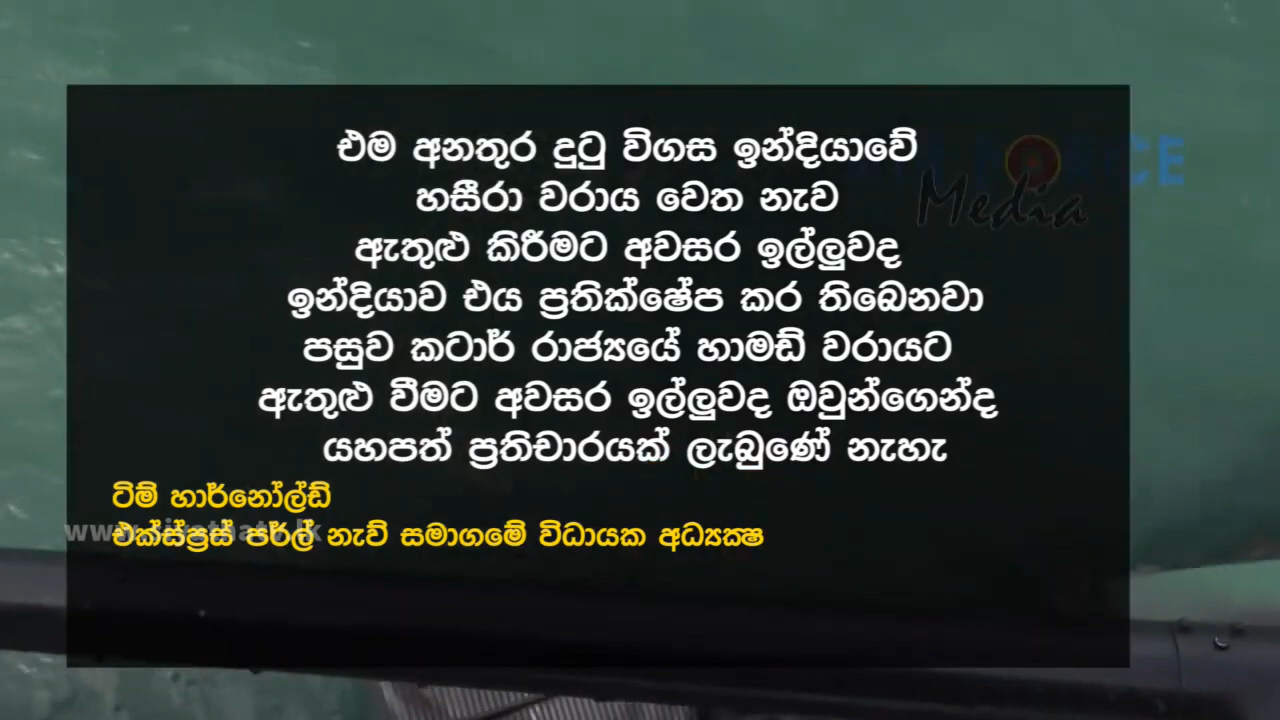 එම අනතුර දුටු විගස ඉන්දියාවේ
හසීරා වරාය වෙත නැව
ඇතුළු කිරීමට අවසර ඉල්ලුවද
ඉන්දියාව එය ප්‍රතික්ෂේප කර තිබෙනවා
පසුව කටාර් රාජ්‍යයේ හාමඩ් වරායට
ඇතුළු වීමට අවසර ඉල්ලුවද ඔවුන්ගෙන්ද
යහපත් ප්‍රතිචාරයක් ලැබුණේ නැහැ
ටිම් හාර්නෝල්ඩ්
එක්ස්ප්‍රස් පර්ල් නැව් සමාගමේ විධායක අධ්‍යක්ෂ
Media